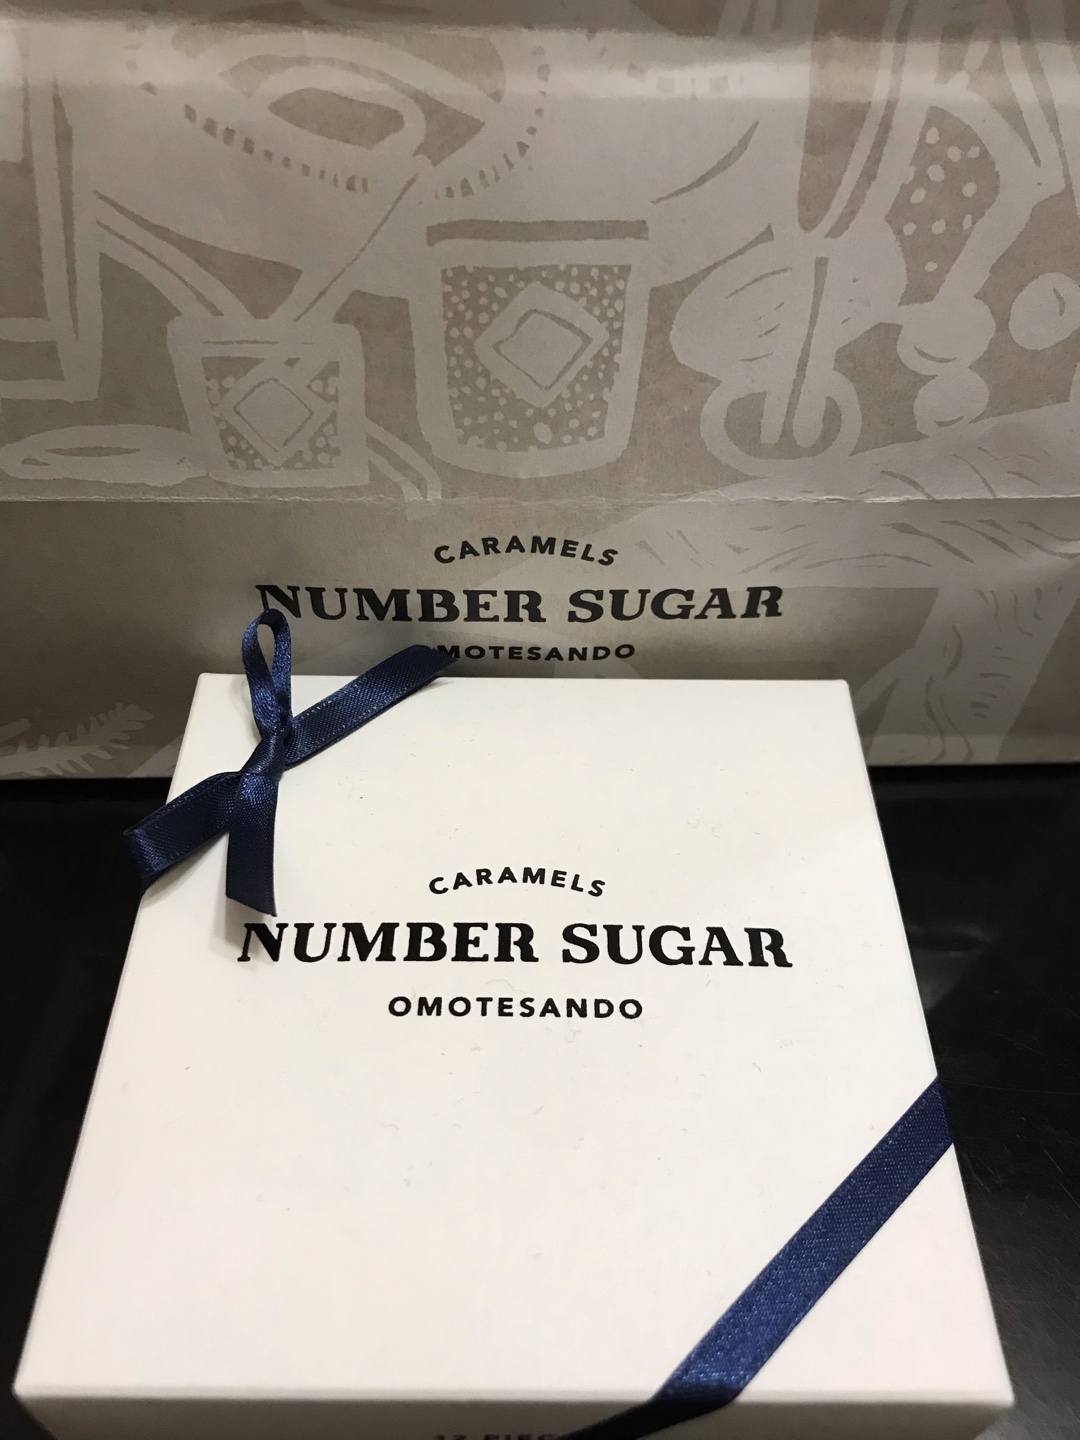 CARAMELS
NUMBER SUGAR
OMOTESANDO
CARAMELS
NUMBER SUGAR
OMOTESANDO